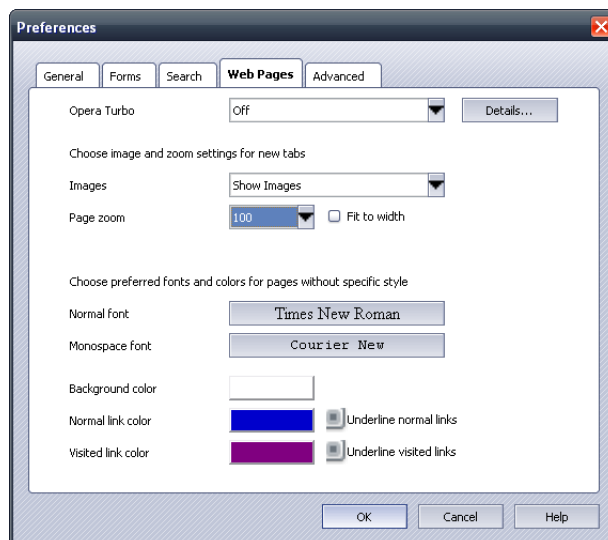 Preferences
General Forms Search Web Pages Advanced
Opera Turbo Off Details...
Choose image and zoom settings for new tabs
Images Show Images
Page zoom 100 Fit to width
Choose preferred fonts and colors for pages without specific style
Normal font Times New Roman
Monospace font Courier New
Background color
Normal link color Underline normal links
Visited link color Underline visited links
OK Cancel Help